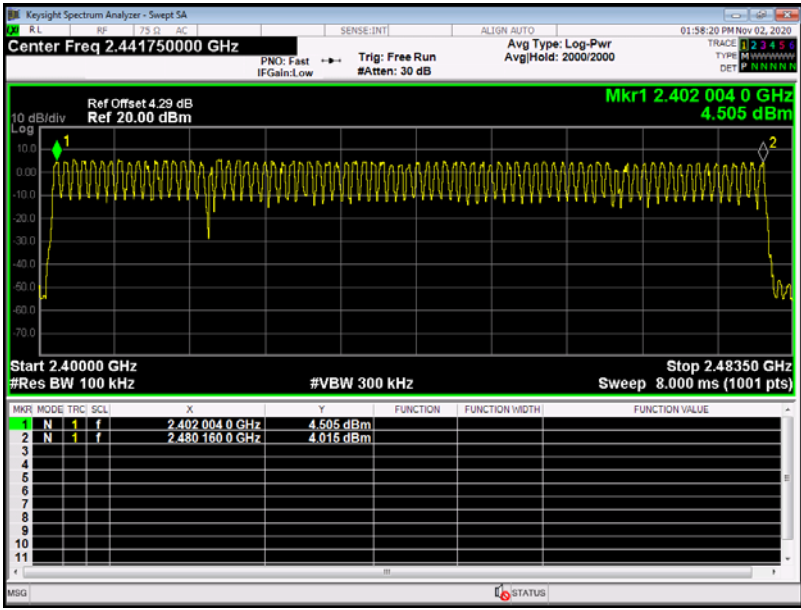 Keysight Spectrum Analyzer - Swept SA
RL RF 75 Ω AC SENSE:INT ALIGN AUTO 01:58:20 PM Nov 02, 2020
Center Freq 2.441750000 GHz Avg Type: Log-Pwr TRACE 1 2 3 4 5 6
PNO: Fast Trig: Free Run Avg|Hold: 2000/2000 TYPE M WWWWW
IFGain:Low #Atten: 30 dB DET P N N N N N
Mkr1 2.402 004 0 GHz
Ref Offset 4.29 dB
10 dB/div Ref 20.00 dBm 4.505 dBm
Log
1
2
10.0
0.00
-10.0
-20.0
-30.0
-40.0
-50.0
-60.0
-70.0
Start 2.40000 GHz Stop 2.48350 GHz
#Res BW 100 kHz #VBW 300 kHz Sweep 8.000 ms (1001 pts)
MKR MODE TRC SCL X Y FUNCTION FUNCTION WIDTH FUNCTION VALUE
1 N 1 f 2.402 004 0 GHz 4.505 dBm
2 N 1 f 2.480 160 0 GHz 4.015 dBm
3
4
5
6
7
8
9
10
11
MSG STATUS